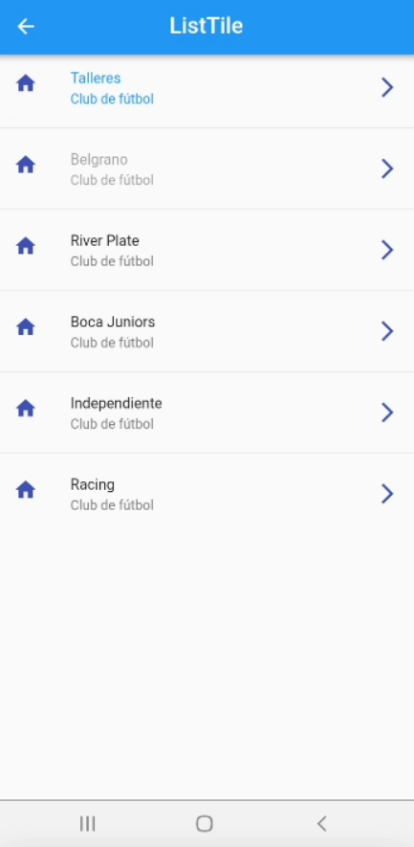 ListTile
Talleres
Club de fútbol
Belgrano
Club de fútbol
River Plate
Club de fútbol
Boca Juniors
Club de fútbol
Independiente
Club de fútbol
Racing
Club de fútbol